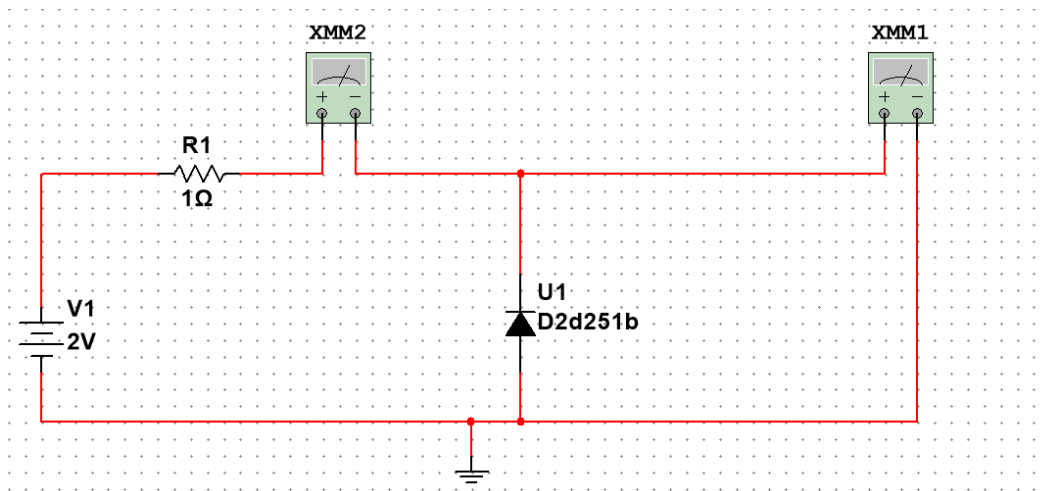 XMM2
XMM1
+ −
+ −
R1
1Ω
V1
2V
U1
D2d251b